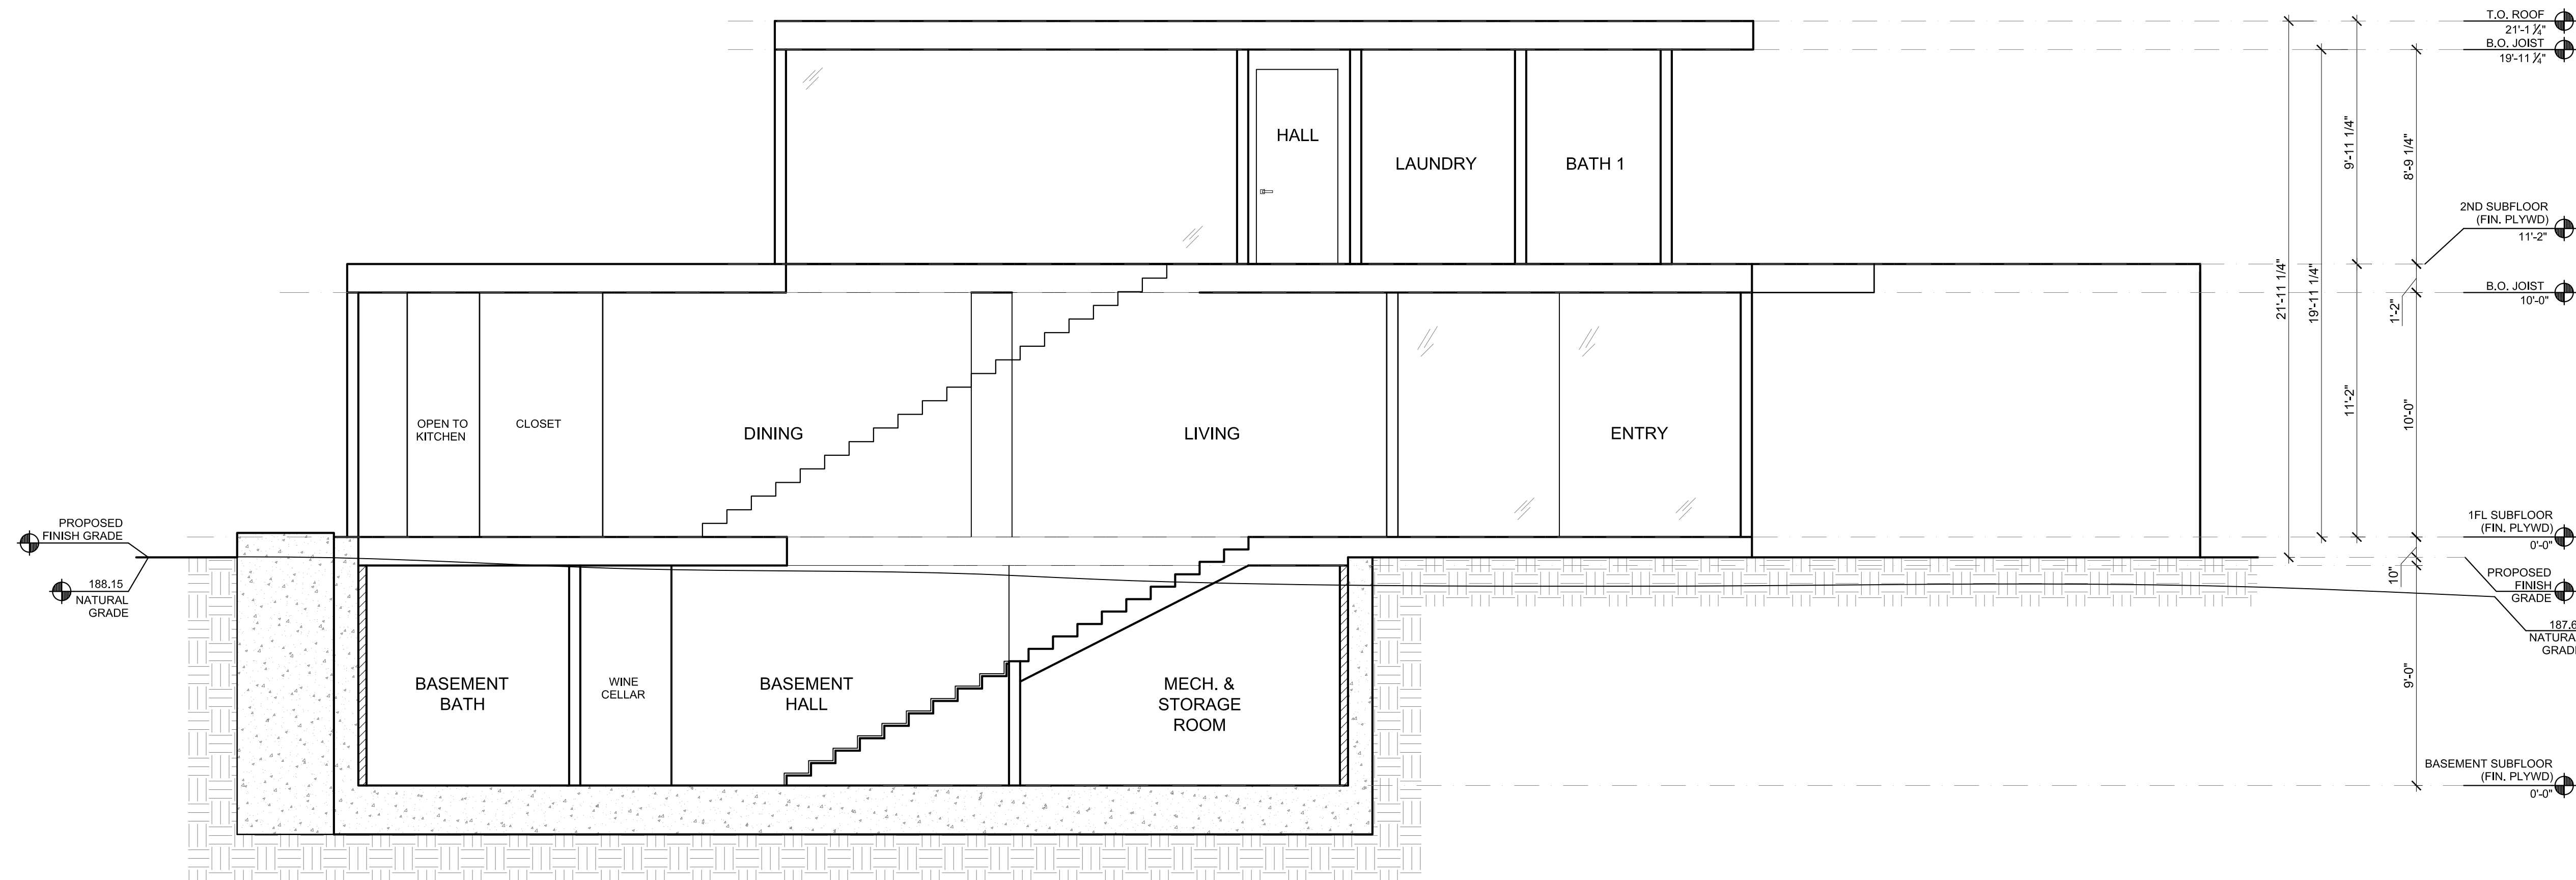 T.O. ROOF
21'-1 ¼"
B.O. JOIST
19'-11 ¼"
HALL
LAUNDRY
BATH 1
9'-11 1/4"
8'-9 1/4"
2ND SUBFLOOR
(FIN. PLYWD)
11'-2"
21'-11 1/4"
19'-11 1/4"
1'-2"
B.O. JOIST
10'-0"
OPEN TO
KITCHEN
CLOSET
DINING
LIVING
ENTRY
11'-2"
10'-0"
PROPOSED
FINISH GRADE
188.15
NATURAL
GRADE
1FL SUBFLOOR
(FIN. PLYWD)
0'-0"
10"
PROPOSED
FINISH
GRADE
187.6
NATURA
GRADE
BASEMENT
BATH
WINE
CELLAR
BASEMENT
HALL
MECH. &
STORAGE
ROOM
9'-0"
BASEMENT SUBFLOOR
(FIN. PLYWD)
0'-0"